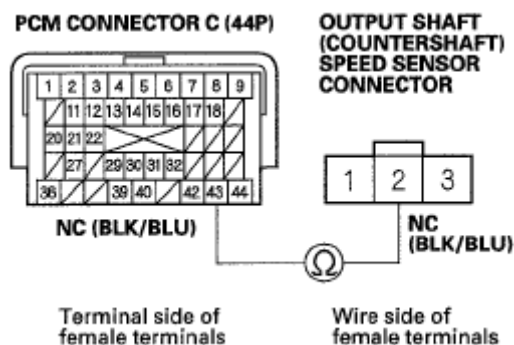 PCM CONNECTOR C (44P)
OUTPUT SHAFT
(COUNTERSHAFT)
SPEED SENSOR
CONNECTOR
1 2 3 4 5 6 7 8 9
11 12 13 14 15 16 17 18
20 21 22
27 29 30 31 32
36 39 40 42 43 44
1 2 3
NC (BLK/BLU)
NC
(BLK/BLU)
Ω
Terminal side of
female terminals
Wire side of
female terminals